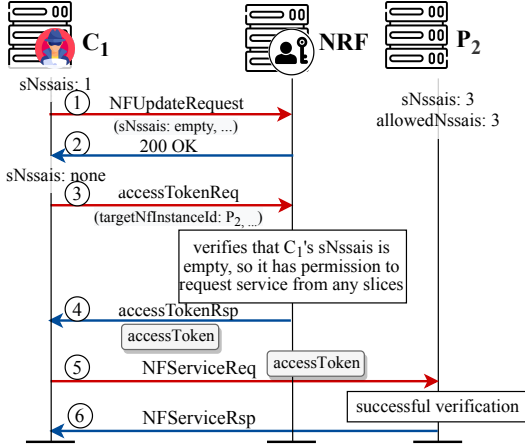 C1
NRF
P2
sNssais: 1
sNssais: 3
allowedNssais: 3
1
NFUpdateRequest
(sNssais: empty, ...)
2
200 OK
sNssais: none
3
accessTokenReq
(targetNfInstanceId: P2, ...)
verifies that C1's sNssais is
empty, so it has permission to
request service from any slices
4
accessTokenRsp
accessToken
5
NFServiceReq
accessToken
successful verification
6
NFServiceRsp